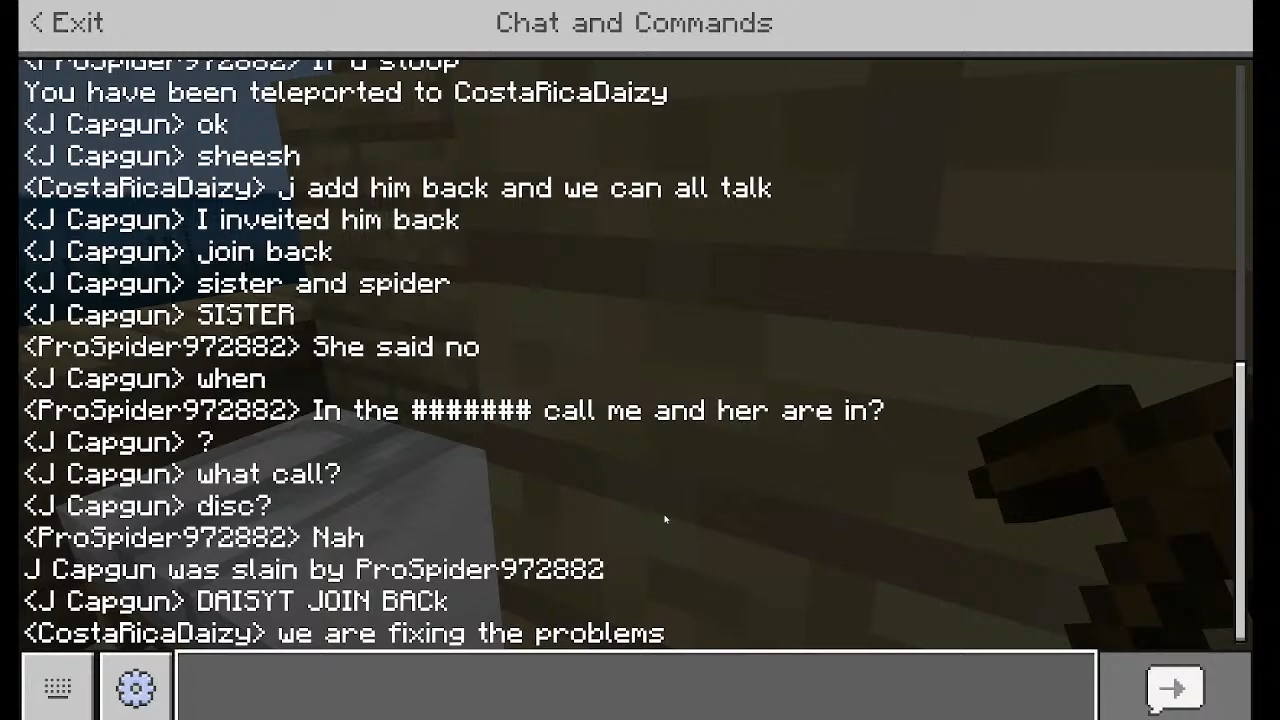 < Exit
Chat and Commands
<ProSpider972882> If u stoop
You have been teleported to CostaRicaDaizy
<J Capgun> ok
<J Capgun> sheesh
<CostaRicaDaizy> j add him back and we can all talk
<J Capgun> I inveited him back
<J Capgun> join back
<J Capgun> sister and spider
<J Capgun> SISTER
<ProSpider972882> She said no
<J Capgun> when
<ProSpider972882> In the ####### call me and her are in?
<J Capgun> ?
<J Capgun> what call?
<J Capgun> disc?
<ProSpider972882> Nah
J Capgun was slain by ProSpider972882
<J Capgun> DAISYT JOIN BACk
<CostaRicaDaizy> we are fixing the problems